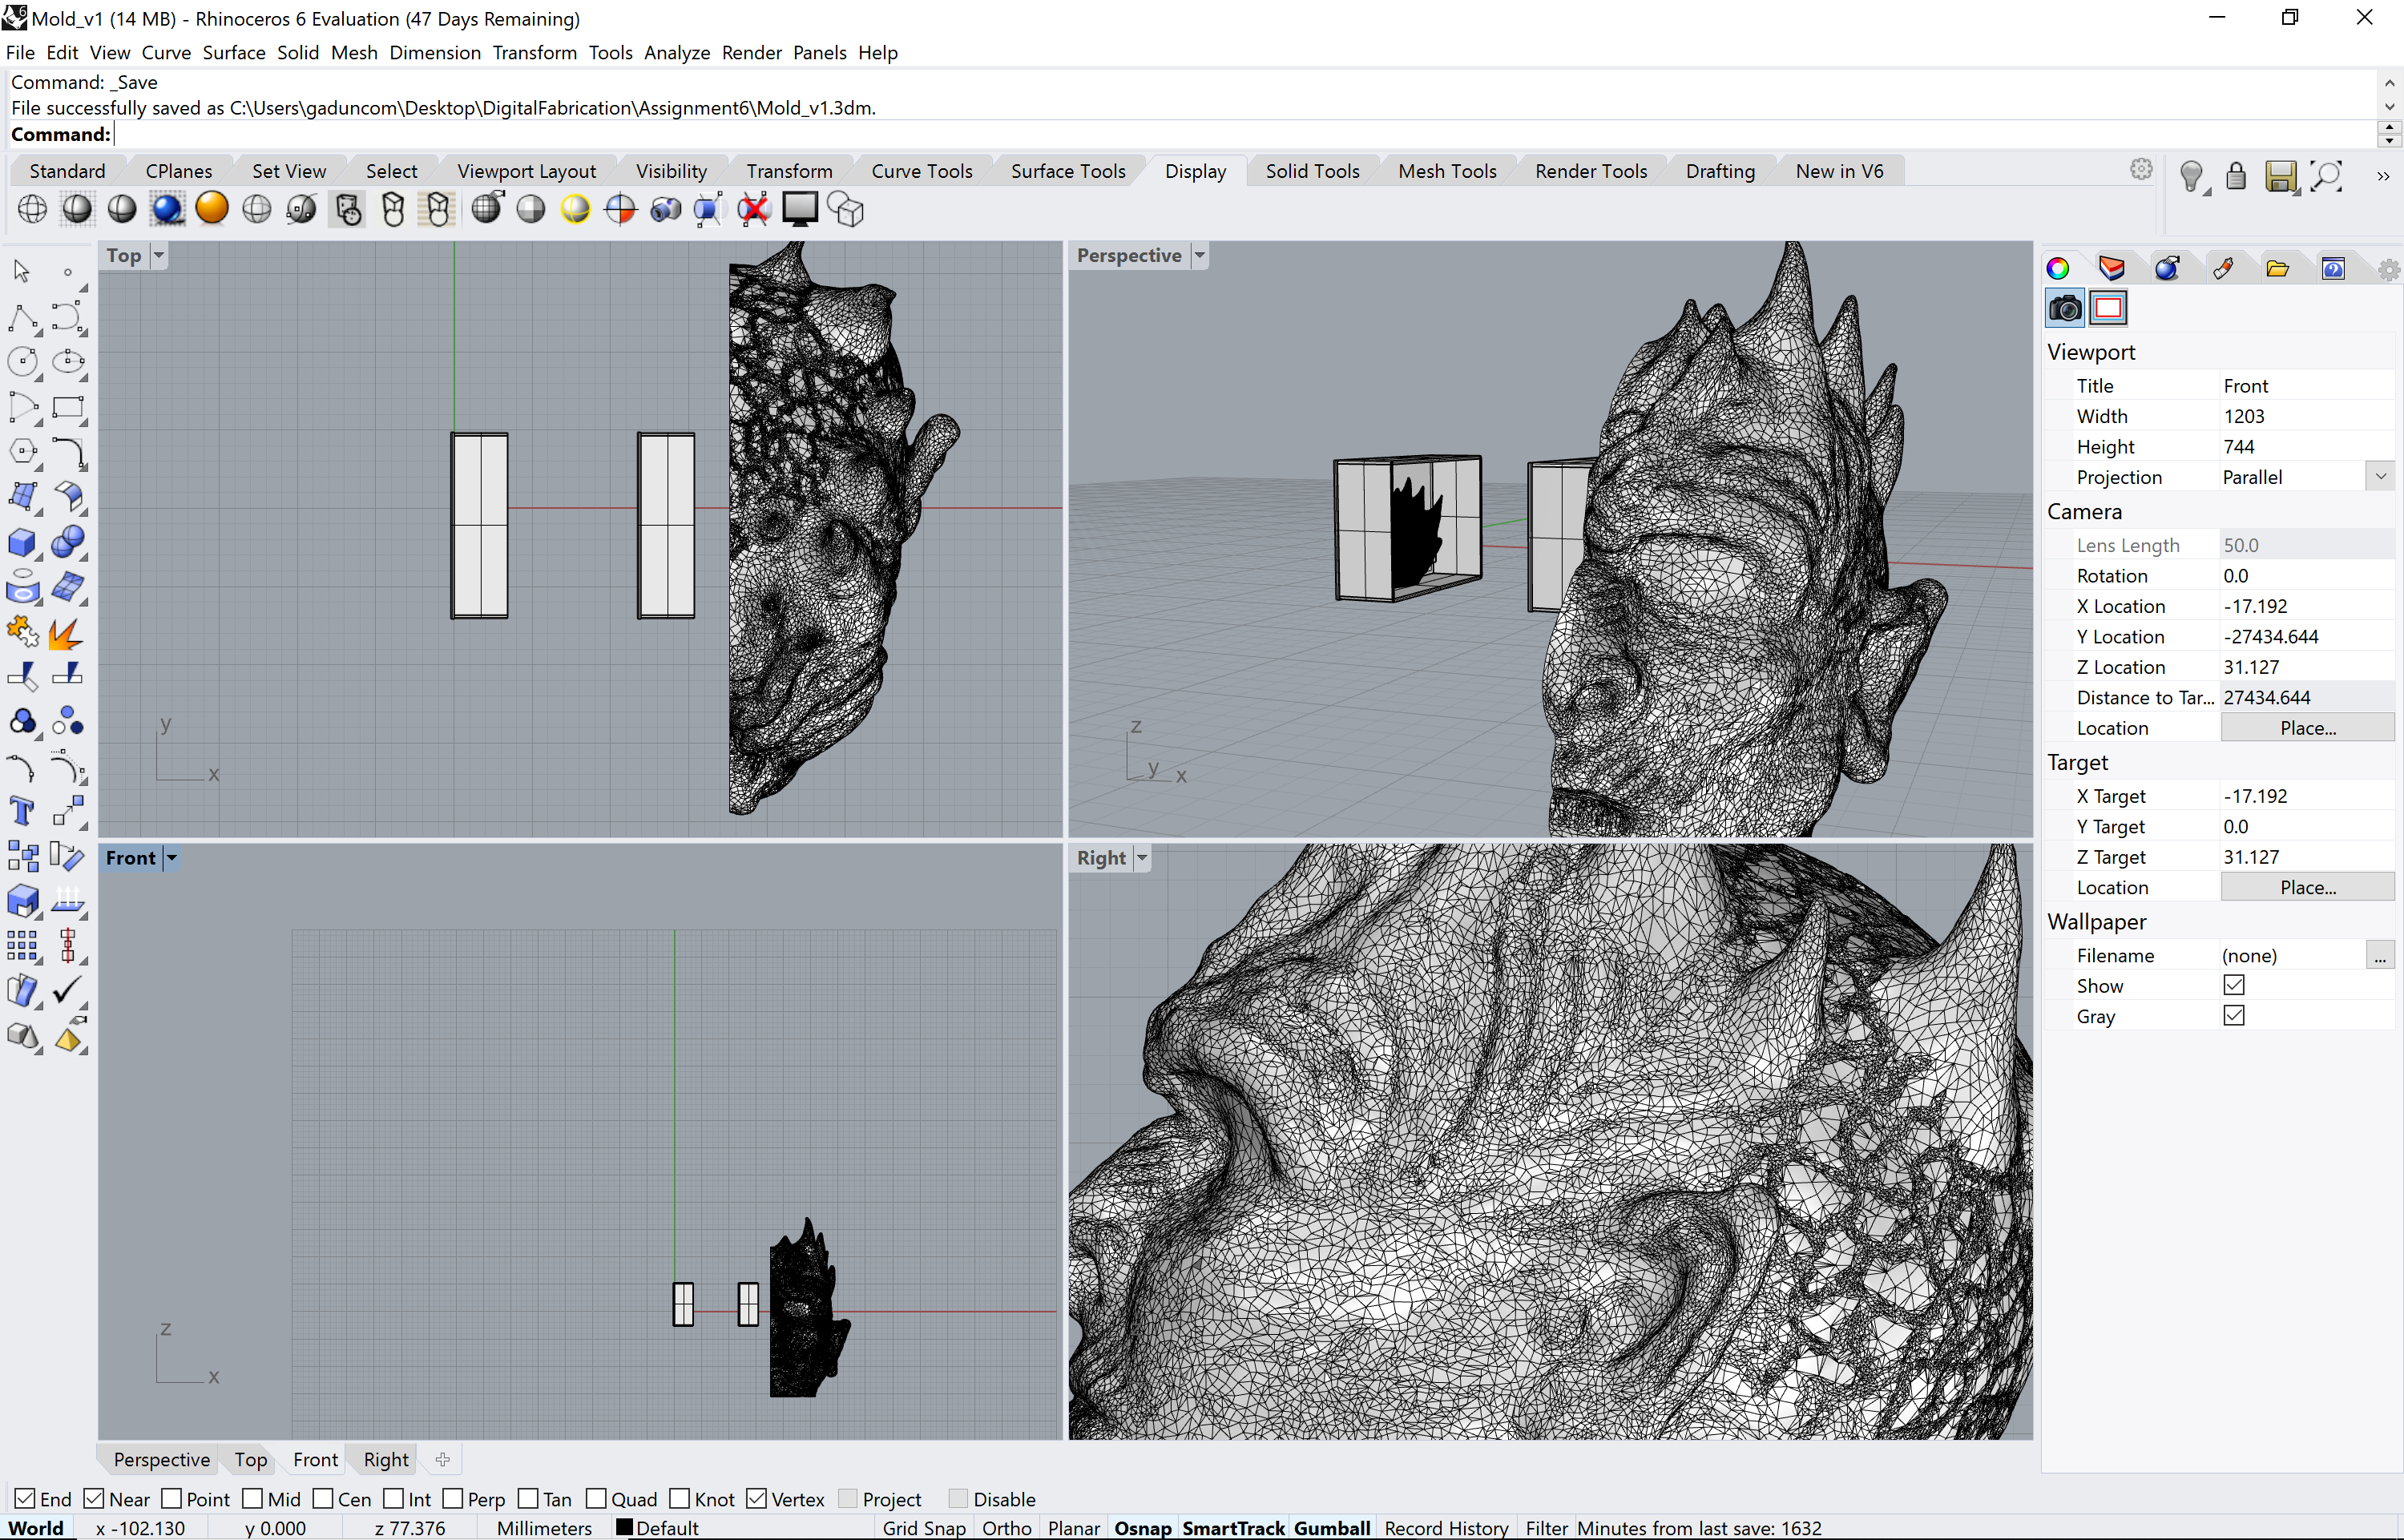 Mold_v1 (14 MB) - Rhinoceros 6 Evaluation (47 Days Remaining)
File Edit View Curve Surface Solid Mesh Dimension Transform Tools Analyze Render Panels Help
Command: _Save
File successfully saved as C:\Users\gaduncom\Desktop\DigitalFabrication\Assignment6\Mold_v1.3dm.
Command:
Standard CPlanes Set View Select Viewport Layout Visibility Transform Curve Tools Surface Tools Display Solid Tools Mesh Tools Render Tools Drafting New in V6
Top
y
x
Perspective
z
y x
Front
z
x
Right
Viewport
Title Front
Width 1203
Height 744
Projection Parallel
Camera
Lens Length 50.0
Rotation 0.0
X Location -17.192
Y Location -27434.644
Z Location 31.127
Distance to Tar... 27434.644
Location Place...
Target
X Target -17.192
Y Target 0.0
Z Target 31.127
Location Place...
Wallpaper
Filename (none) ...
Show
Gray
Perspective Top Front Right
End Near Point Mid Cen Int Perp Tan Quad Knot Vertex Project Disable
World x -102.130 y 0.000 z 77.376 Millimeters Default Grid Snap Ortho Planar Osnap SmartTrack Gumball Record History Filter Minutes from last save: 1632